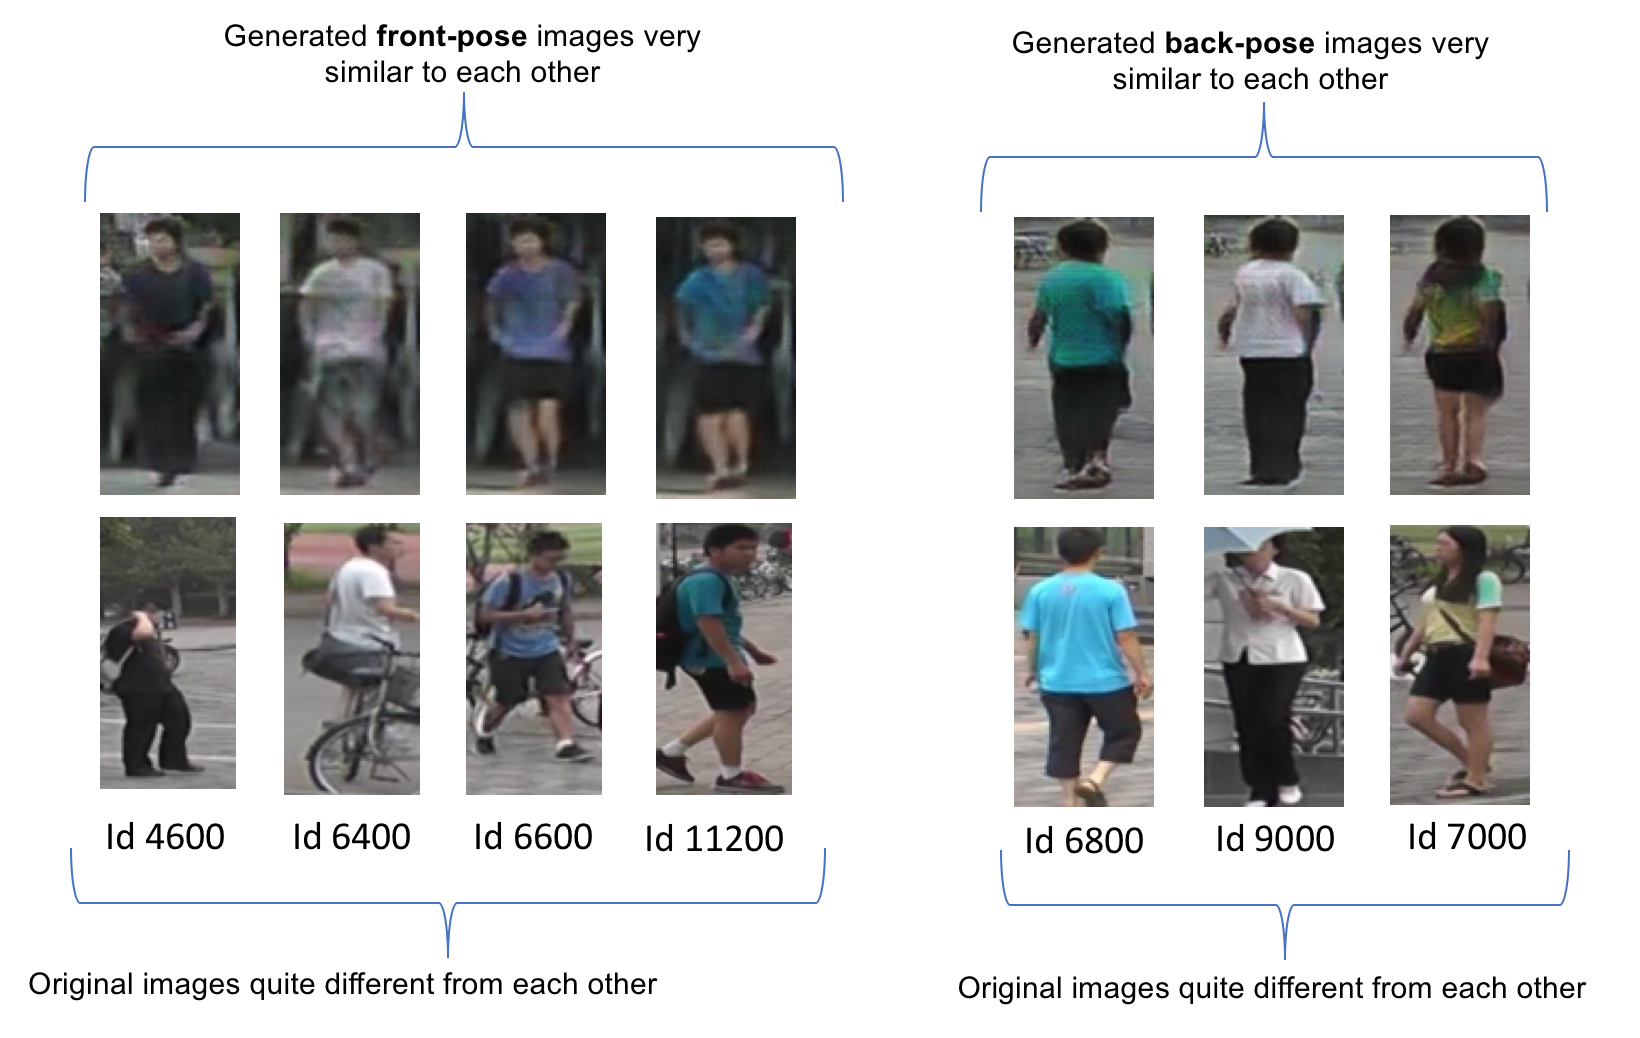 Generated front-pose images very
similar to each other
Generated back-pose images very
similar to each other
Id 4600
Id 6400
Id 6600
Id 11200
Id 6800
Id 9000
Id 7000
Original images quite different from each other
Original images quite different from each other